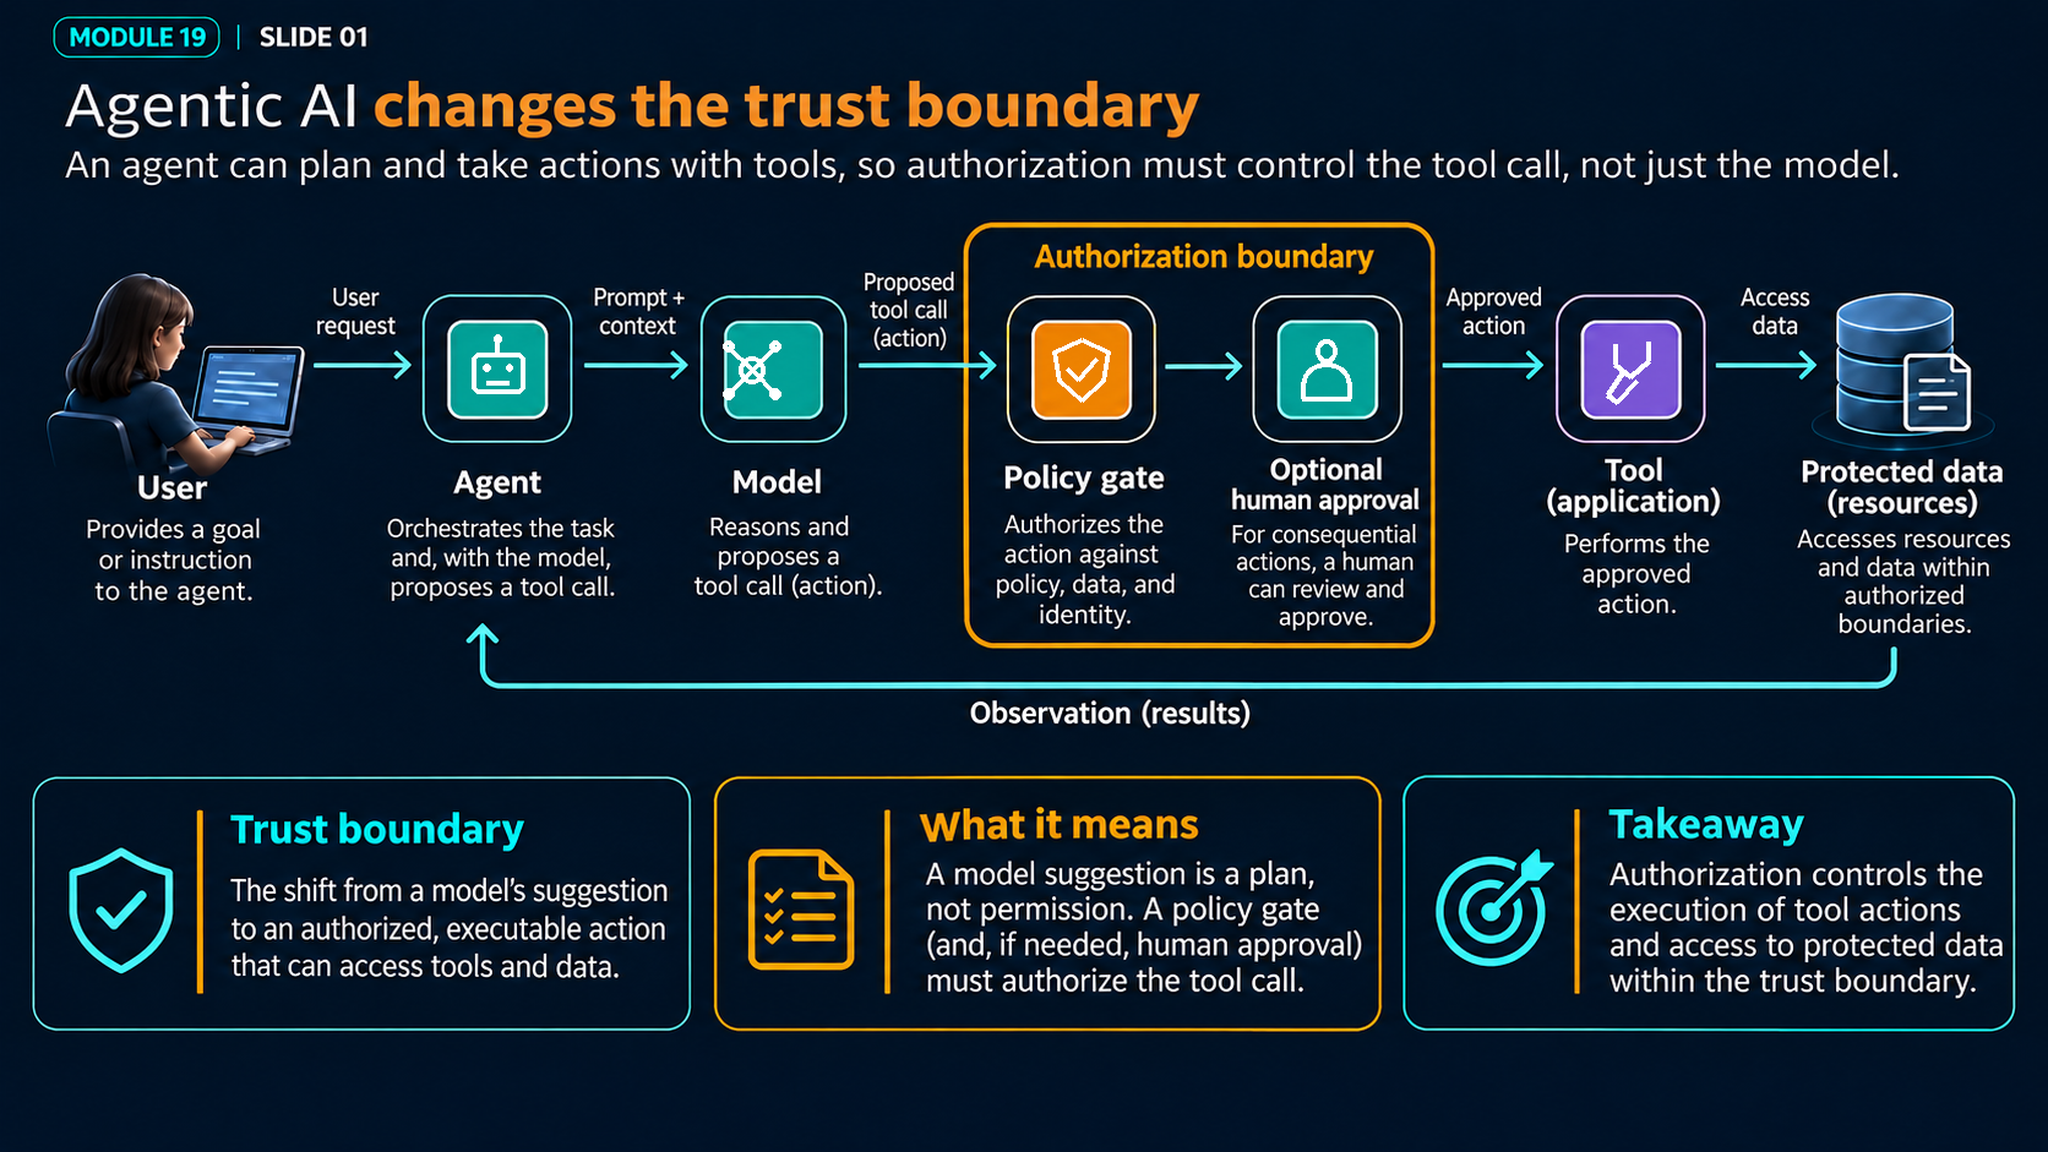 MODULE 19 | SLIDE 01
Agentic AI changes the trust boundary
An agent can plan and take actions with tools, so authorization must control the tool call, not just the model.
User
request
Prompt +
context
Proposed
tool call
(action)
Authorization boundary
Approved
action
Access
data
User
Provides a goal
or instruction
to the agent.
Agent
Orchestrates the task
and, with the model,
proposes a tool call.
Model
Reasons and
proposes a
tool call (action).
Policy gate
Authorizes the
action against
policy, data, and
identity.
Optional
human approval
For consequential
actions, a human
can review and
approve.
Tool
(application)
Performs the
approved
action.
Protected data
(resources)
Accesses resources
and data within
authorized
boundaries.
Observation (results)
Trust boundary
The shift from a model's suggestion
to an authorized, executable action
that can access tools and data.
What it means
A model suggestion is a plan,
not permission. A policy gate
(and, if needed, human approval)
must authorize the tool call.
Takeaway
Authorization controls the
execution of tool actions
and access to protected data
within the trust boundary.